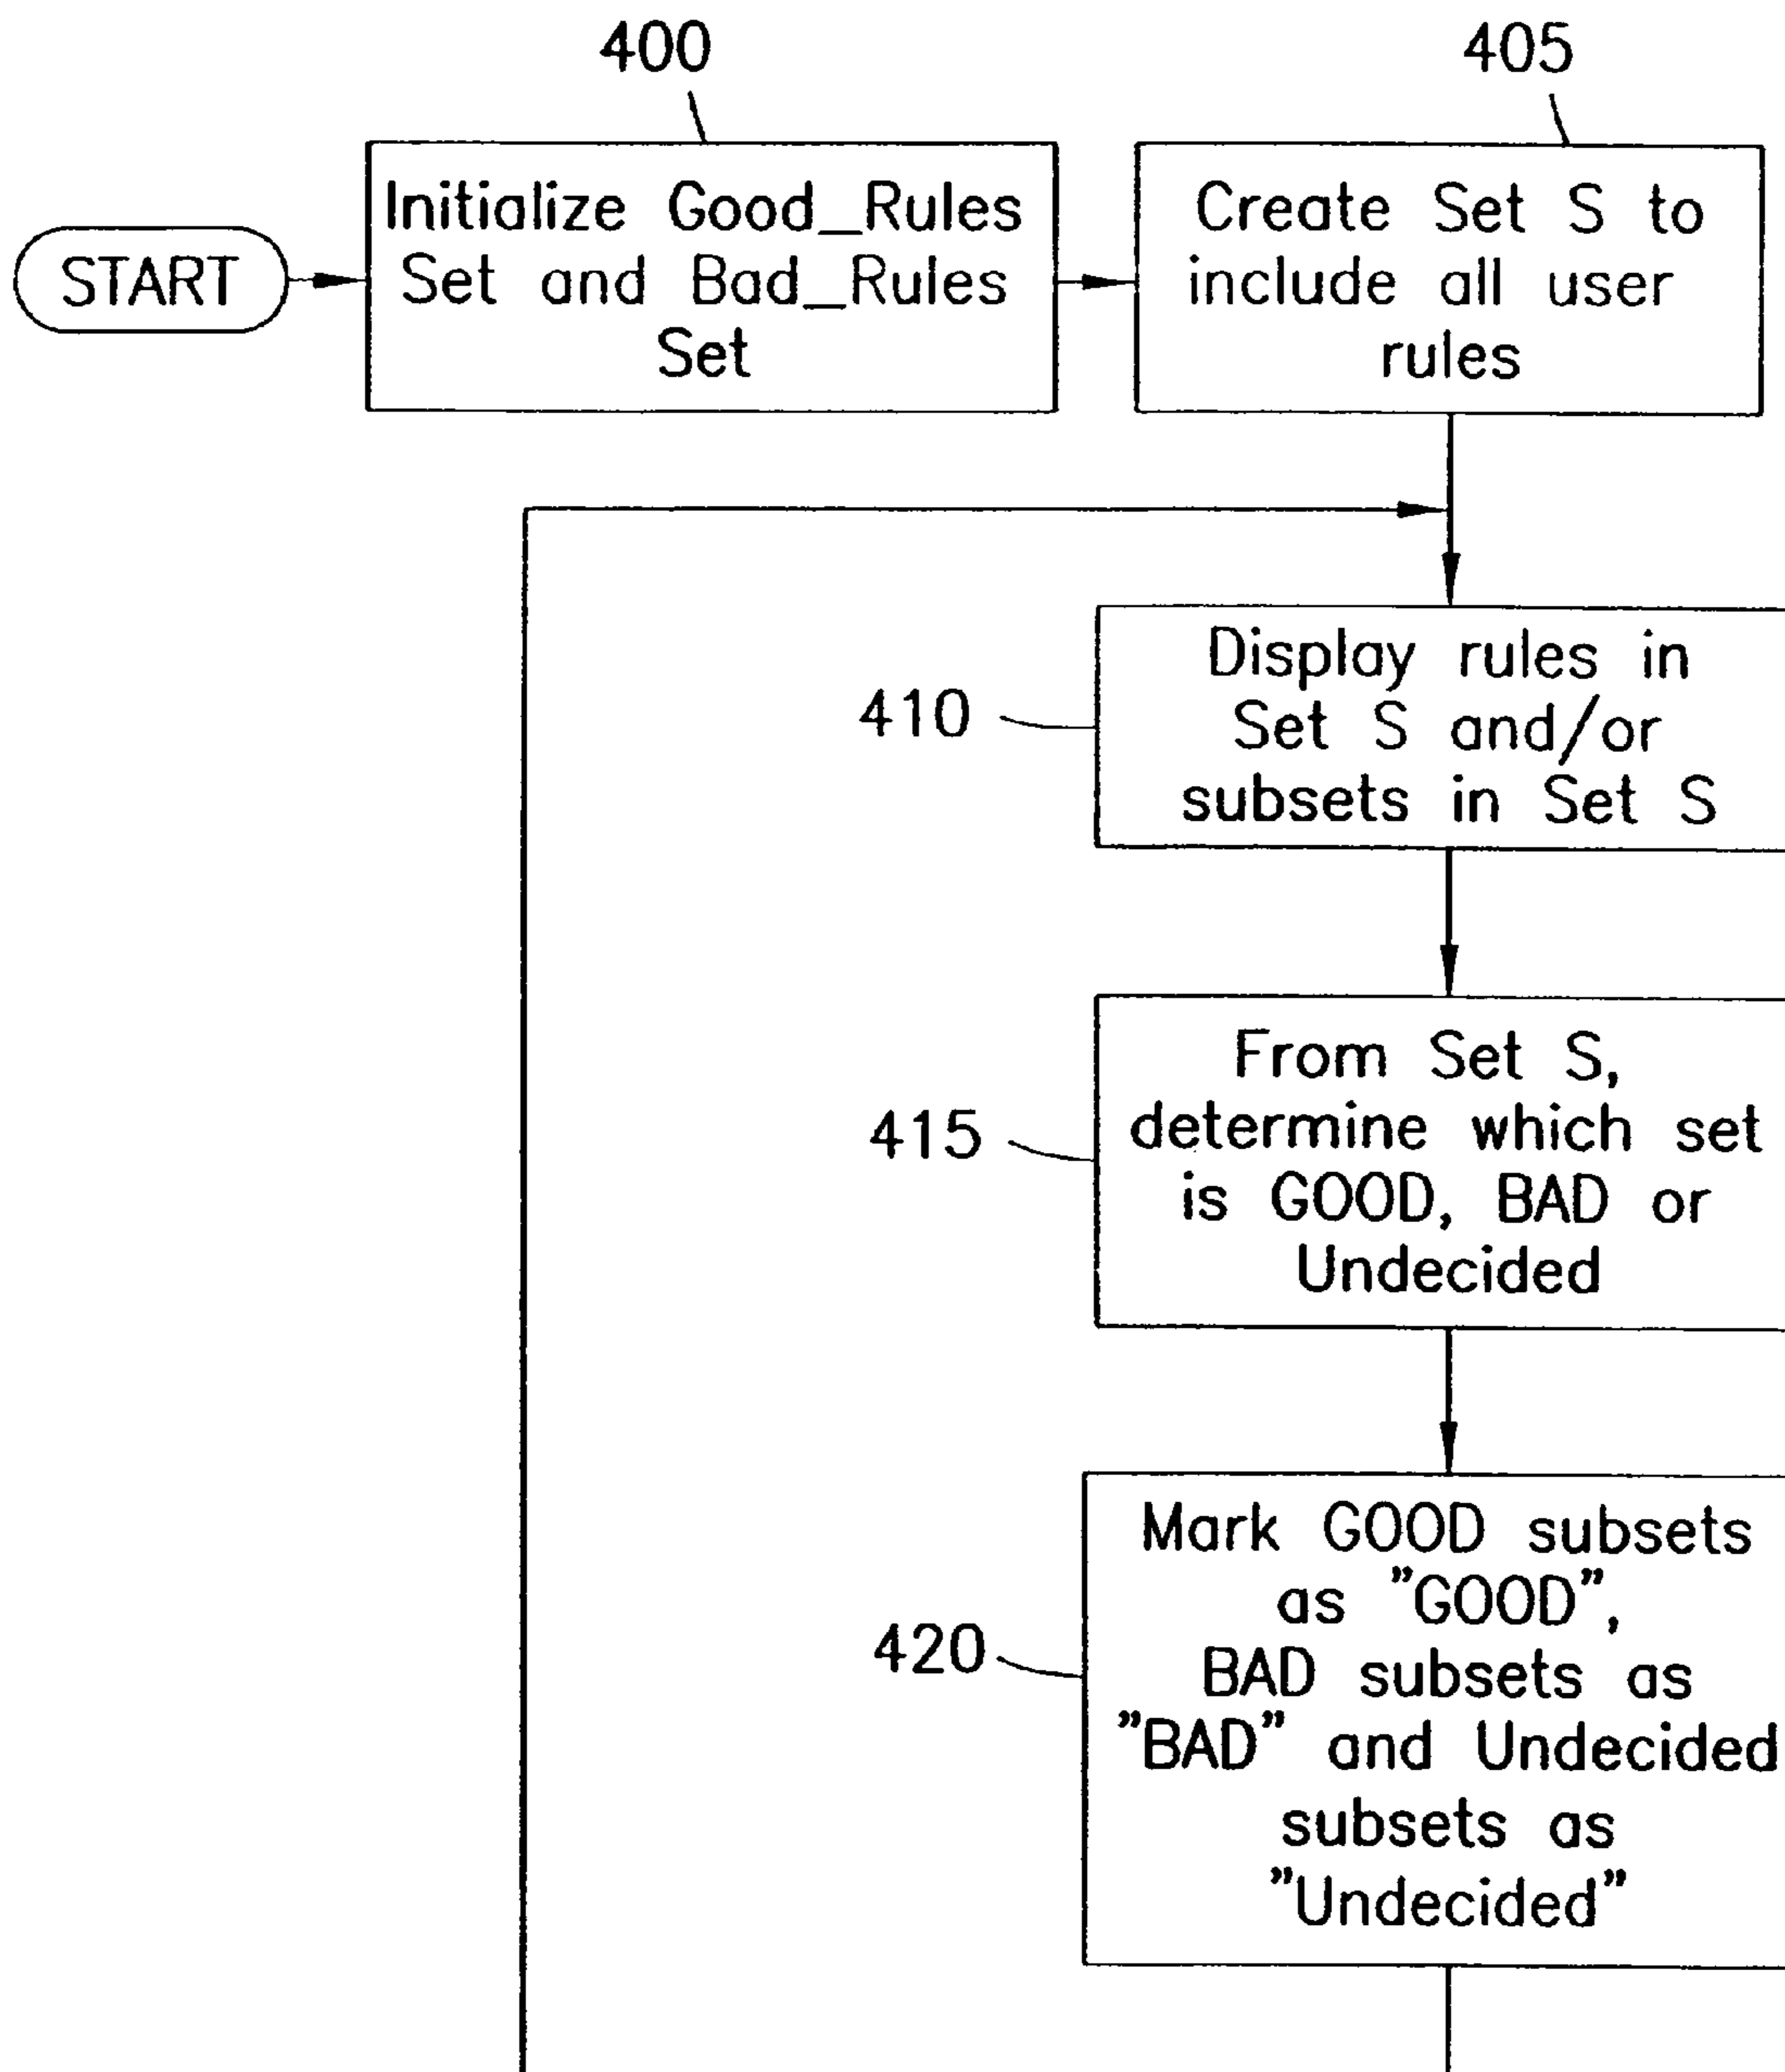 400
405
START
Initialize Good_Rules
Set and Bad_Rules
Set
Create Set S to
include all user
rules
410
Display rules in
Set S and/or
subsets in Set S
415
From Set S,
determine which set
is GOOD, BAD or
Undecided
420
Mark GOOD subsets
as "GOOD",
BAD subsets as
"BAD" and Undecided
subsets as
"Undecided"